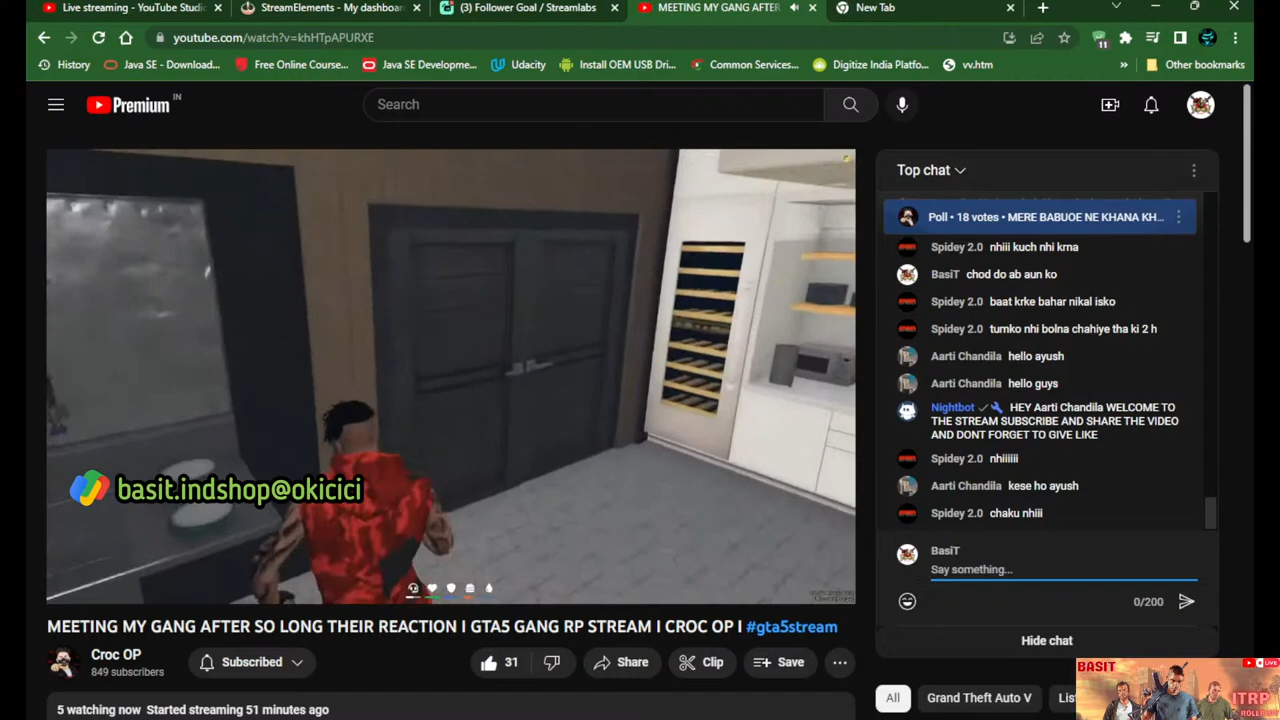 Live streaming - YouTube Studi
StreamElements - My dashboar
(3) Follower Goal / Streamlabs
MEETING MY GANG AFTER
New Tab
youtube.com/watch?v=khHTpAPURXE
11
History
Java SE - Download...
Free Online Course...
Java SE Developme...
Udacity
Install OEM USB Dri...
Common Services...
Digitize India Platfo...
vv.htm
»
Other bookmarks
Premium IN
Search
Top chat
Poll • 18 votes • MERE BABUOE NE KHANA KH...
Spidey 2.0 nhiii kuch nhi krna
BasiT chod do ab aun ko
Spidey 2.0 baat krke bahar nikal isko
Spidey 2.0 tumko nhi bolna chahiye tha ki 2 h
Aarti Chandila hello ayush
Aarti Chandila hello guys
Nightbot HEY Aarti Chandila WELCOME TO
THE STREAM SUBSCRIBE AND SHARE THE VIDEO
AND DONT FORGET TO GIVE LIKE
Spidey 2.0 nhiiiiii
Aarti Chandila kese ho ayush
Spidey 2.0 chaku nhiii
basit.indshop@okicici
BasiT
Say something...
0/200
Hide chat
MEETING MY GANG AFTER SO LONG THEIR REACTION I GTA5 GANG RP STREAM I CROC OP I #gta5stream
Croc OP
849 subscribers
Subscribed
31
Share
Clip
Save
5 watching now Started streaming 51 minutes ago
All
Grand Theft Auto V
BASIT
LIVE
ITRP